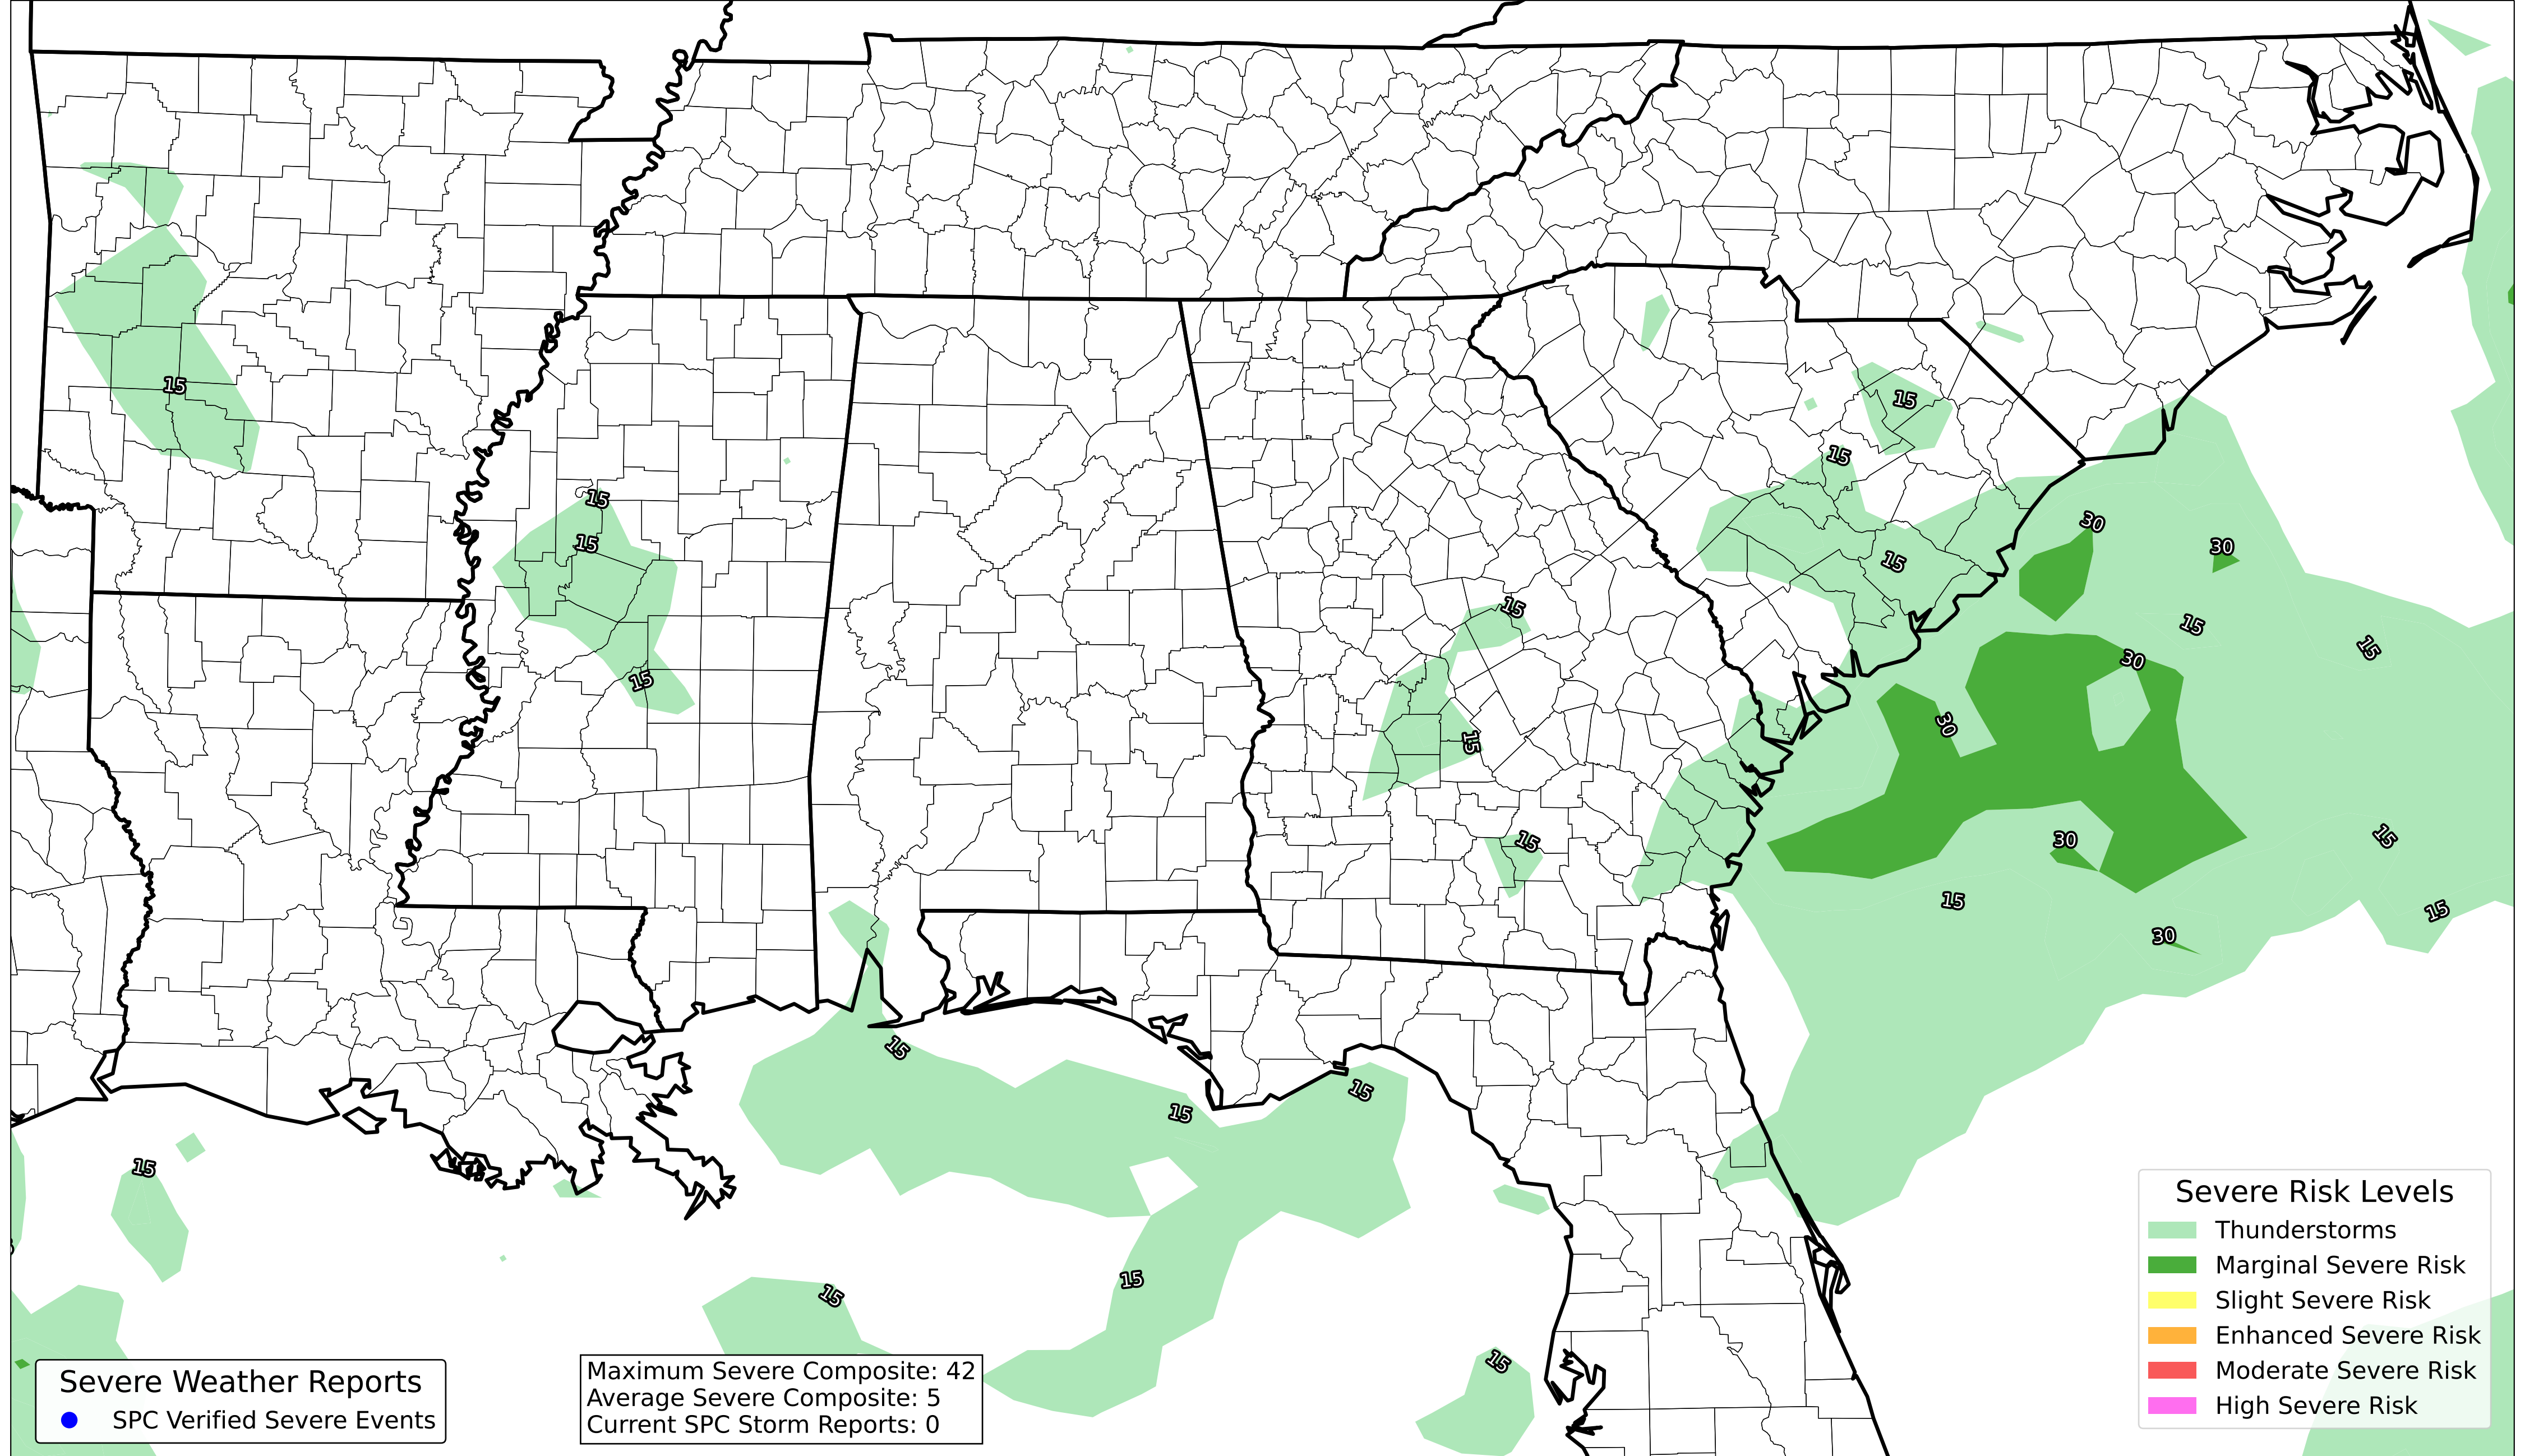 15
15
15
15
15
15
15
30
30
15
15
15
30
15
15
30
15
30
15
15
15
30
15
15
15
15
15
15
15
15
Severe Risk Levels
Thunderstorms
Marginal Severe Risk
Slight Severe Risk
Enhanced Severe Risk
Moderate Severe Risk
High Severe Risk
Severe Weather Reports
SPC Verified Severe Events
Maximum Severe Composite: 42
Average Severe Composite: 5
Current SPC Storm Reports: 0